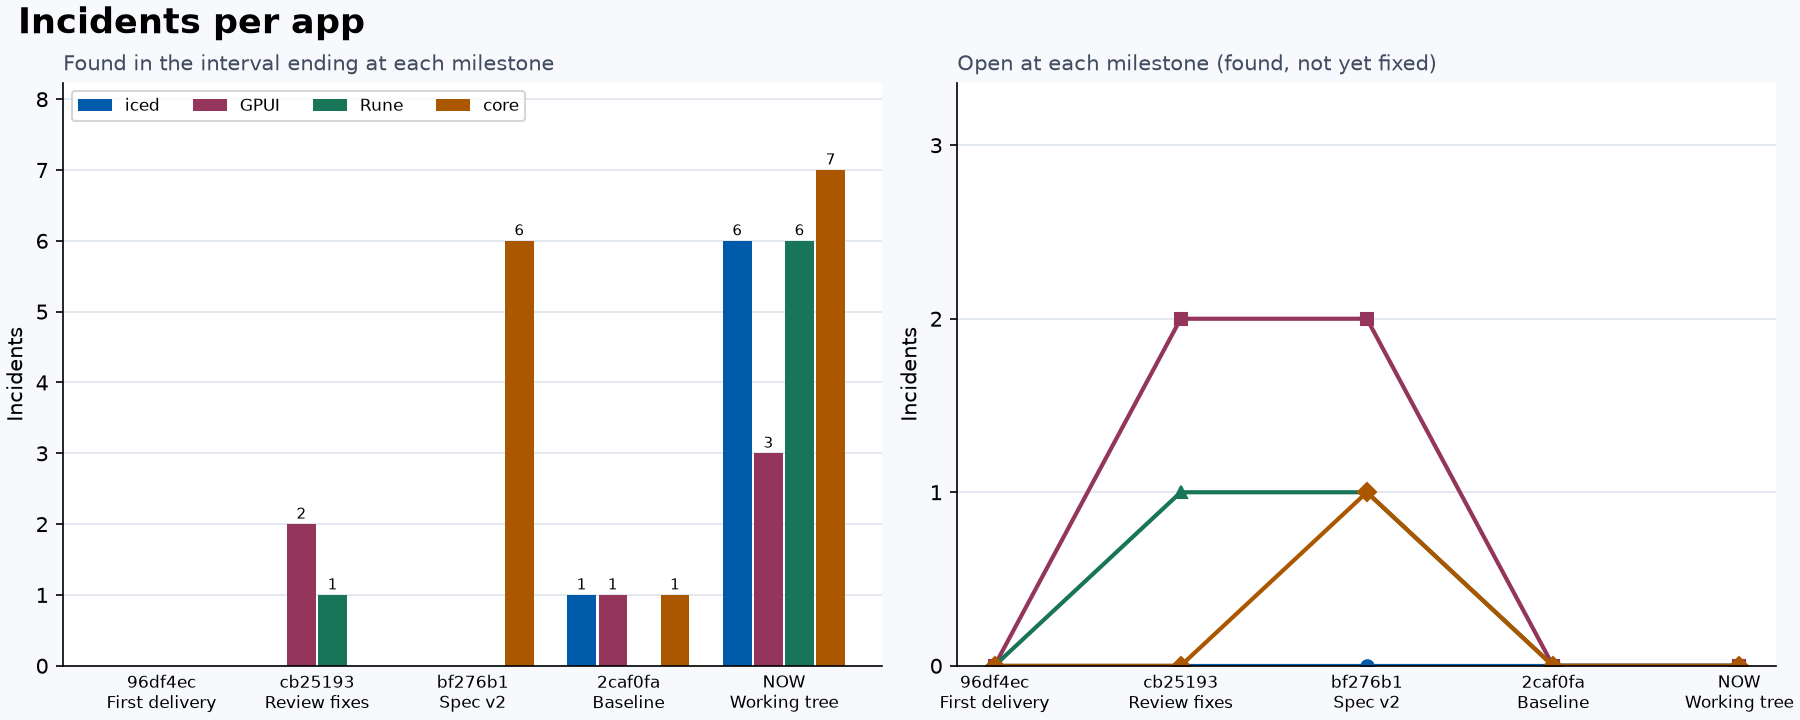 Incidents per app
Found in the interval ending at each milestone
iced GPUI Rune core
Incidents
8
7
6
5
4
3
2
1
0
2
1
6
1
1
1
6
3
6
7
96df4ec
First delivery
cb25193
Review fixes
bf276b1
Spec v2
2caf0fa
Baseline
NOW
Working tree
Open at each milestone (found, not yet fixed)
Incidents
3
2
1
0
96df4ec
First delivery
cb25193
Review fixes
bf276b1
Spec v2
2caf0fa
Baseline
NOW
Working tree